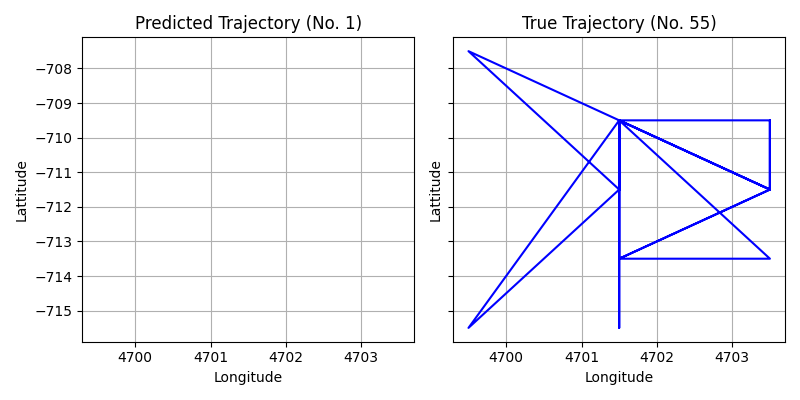 Predicted Trajectory (No. 1)
True Trajectory (No. 55)
−708
−709
−710
−711
−712
−713
−714
−715
Lattitude
Lattitude
4700
4701
4702
4703
4700
4701
4702
4703
Longitude
Longitude